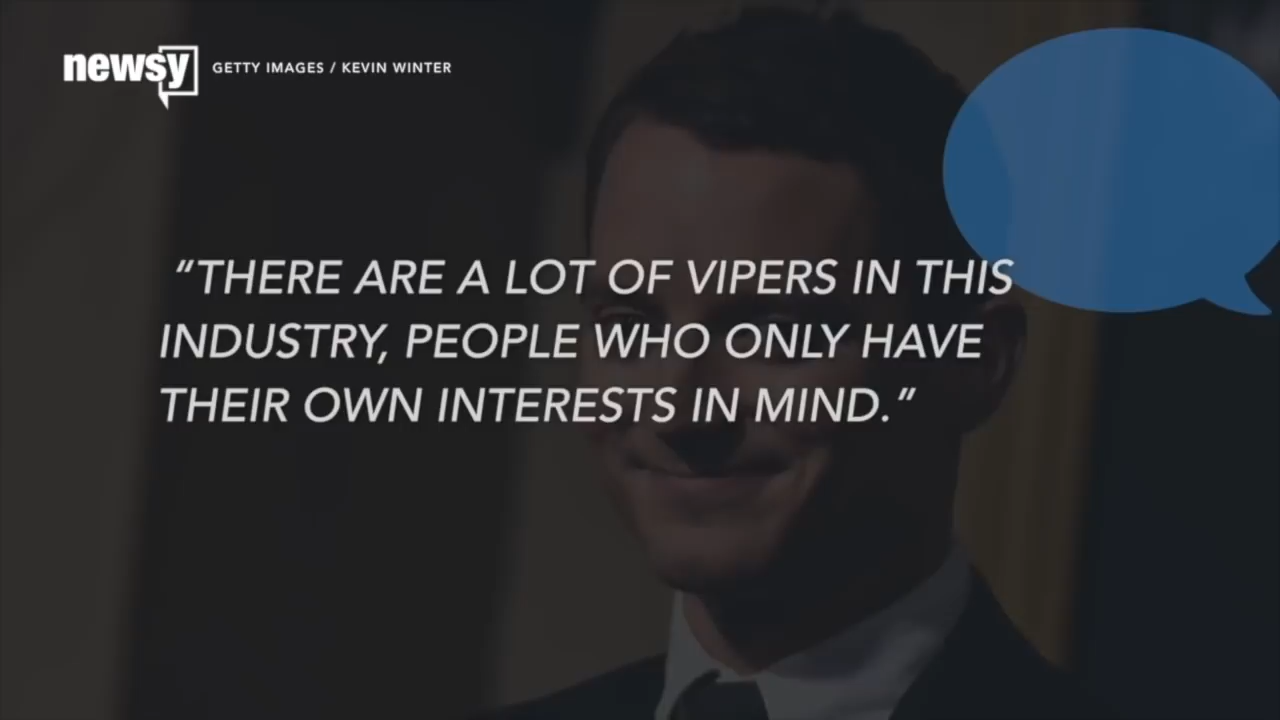 newsy
GETTY IMAGES / KEVIN WINTER
“THERE ARE A LOT OF VIPERS IN THIS
INDUSTRY, PEOPLE WHO ONLY HAVE
THEIR OWN INTERESTS IN MIND.”